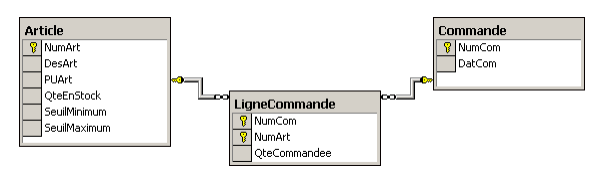 Article
NumArt
DesArt
PUArt
QteEnStock
SeuilMinimum
SeuilMaximum
LigneCommande
NumCom
NumArt
QteCommandee
Commande
NumCom
DatCom